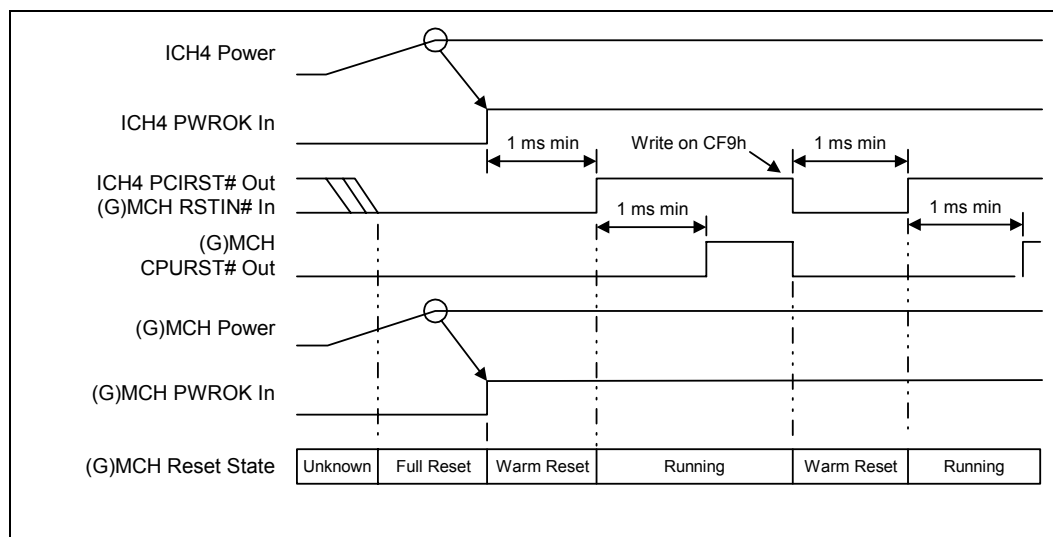 ICH4 Power
ICH4 PWROK In
1 ms min
Write on CF9h
1 ms min
ICH4 PCIRST# Out
(G)MCH RSTIN# In
1 ms min
1 ms min
(G)MCH
CPURST# Out
(G)MCH Power
(G)MCH PWROK In
(G)MCH Reset State
Unknown
Full Reset
Warm Reset
Running
Warm Reset
Running